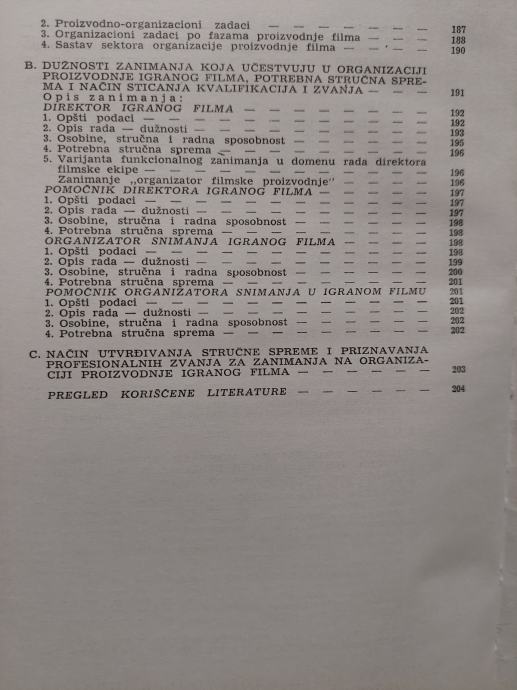 2. Proizvodno-organizacioni zadaci — — — — — — — 187
3. Organizacioni zadaci po fazama proizvodnje filma — — — 188
4. Sastav sektora organizacije proizvodnje filma — — — — 190
B. DUŽNOSTI ZANIMANJA KOJA UČESTVUJU U ORGANIZACIJI
PROIZVODNJE IGRANOG FILMA, POTREBNA STRUČNA SPRE-
MA I NAČIN STICANJA KVALIFIKACIJA I ZVANJA — — — — 191
Opis zanimanja:
DIREKTOR IGRANOG FILMA — — — — — — — — — 192
1. Opšti podaci — — — — — — — — — — — — 192
2. Opis rada — dužnosti — — — — — — — — — 193
3. Osobine, stručna i radna sposobnost — — — — — — 195
4. Potrebna stručna sprema — — — — — — — — — 196
5. Varijanta funkcionalnog zanimanja u domenu rada direktora
filmske ekipe — — — — — — — — — — — — 196
Zanimanje „organizator filmske proizvodnje" — — — — 196
POMOĆNIK DIREKTORA IGRANOG FILMA — — — — — 197
1. Opšti podaci — — — — — — — — — — — — 197
2. Opis rada — dužnosti — — — — — — — — — 197
3. Osobine, stručna i radna sposobnost — — — — — — 198
4. Potrebna stručna sprema — — — — — — — — — 198
ORGANIZATOR SNIMANJA IGRANOG FILMA — — — — 198
1. Opšti podaci — — — — — — — — — — — — 198
2. Opis rada — dužnosti — — — — — — — — — 199
3. Osobine, stručna i radna sposobnost — — — — — — 200
4. Potrebna stručna sprema — — — — — — — — — 201
POMOĆNIK ORGANIZATORA SNIMANJA U IGRANOM FILMU 201
1. Opšti podaci — — — — — — — — — — — — 201
2. Opis rada — dužnosti — — — — — — — — — 202
3. Osobine, stručna i radna sposobnost — — — — — — 202
4. Potrebna stručna sprema — — — — — — — — — 202
C. NAČIN UTVRĐIVANJA STRUČNE SPREME I PRIZNAVANJA
PROFESIONALNIH ZVANJA ZA ZANIMANJA NA ORGANIZA-
CIJI PROIZVODNJE IGRANOG FILMA — — — — — — — 203
PREGLED KORIŠĆENE LITERATURE — — — — — — — 204